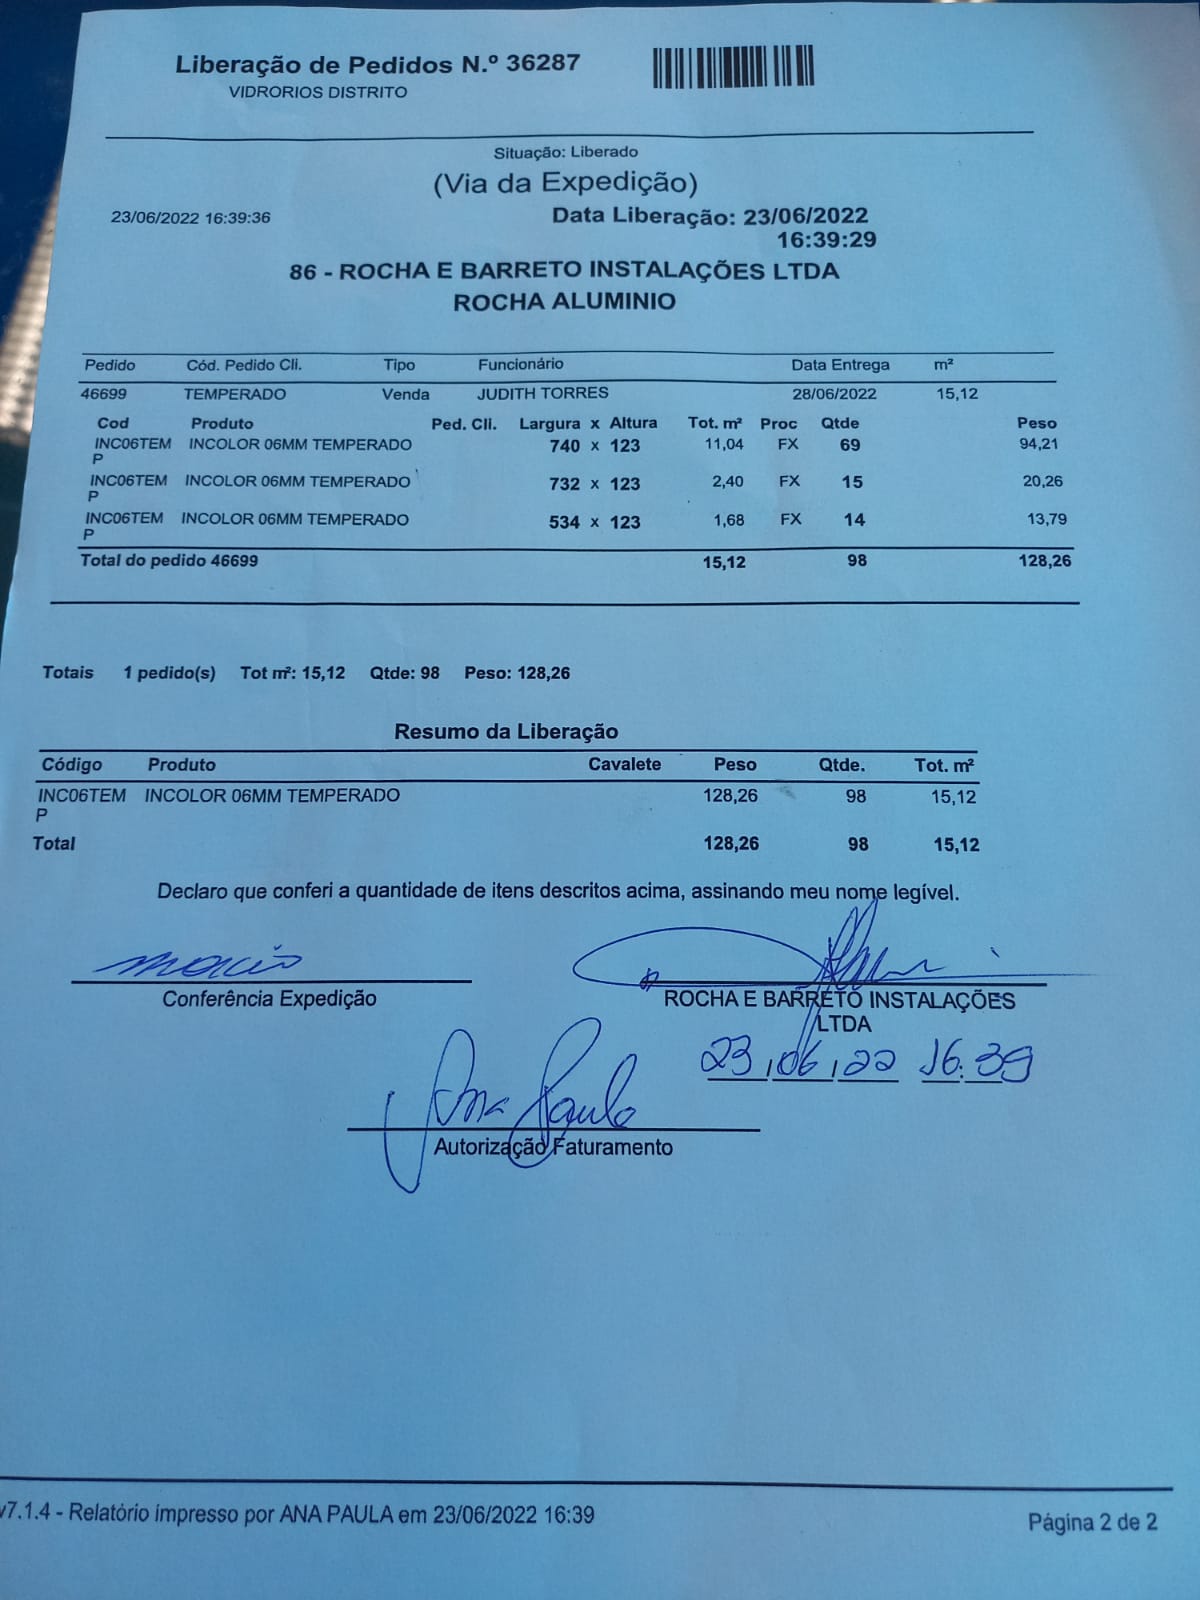 Liberação de Pedidos N.º 36287
VIDRORIOS DISTRITO
Situação: Liberado
(Via da Expedição)
23/06/2022 16:39:36 Data Liberação: 23/06/2022
16:39:29
86 - ROCHA E BARRETO INSTALAÇÕES LTDA
ROCHA ALUMINIO
Pedido Cód. Pedido Cli. Tipo Funcionário Data Entrega m²
46699 TEMPERADO Venda JUDITH TORRES 28/06/2022 15,12
Cod Produto Ped. Cli. Largura x Altura Tot. m² Proc Qtde Peso
INC06TEM INCOLOR 06MM TEMPERADO 740 x 123 11,04 FX 69 94,21
P
INC06TEM INCOLOR 06MM TEMPERADO 732 x 123 2,40 FX 15 20,26
P
INC06TEM INCOLOR 06MM TEMPERADO 534 x 123 1,68 FX 14 13,79
P
Total do pedido 46699 15,12 98 128,26
Totais 1 pedido(s) Tot m²: 15,12 Qtde: 98 Peso: 128,26
Resumo da Liberação
Código Produto Cavalete Peso Qtde. Tot. m²
INC06TEM INCOLOR 06MM TEMPERADO 128,26 98 15,12
P
Total 128,26 98 15,12
Declaro que conferi a quantidade de itens descritos acima, assinando meu nome legível.
Conferência Expedição
ROCHA E BARRETO INSTALAÇÕES
LTDA
23/06/22 16:39
Ana Paula
Autorização Faturamento
v7.1.4 - Relatório impresso por ANA PAULA em 23/06/2022 16:39
Página 2 de 2